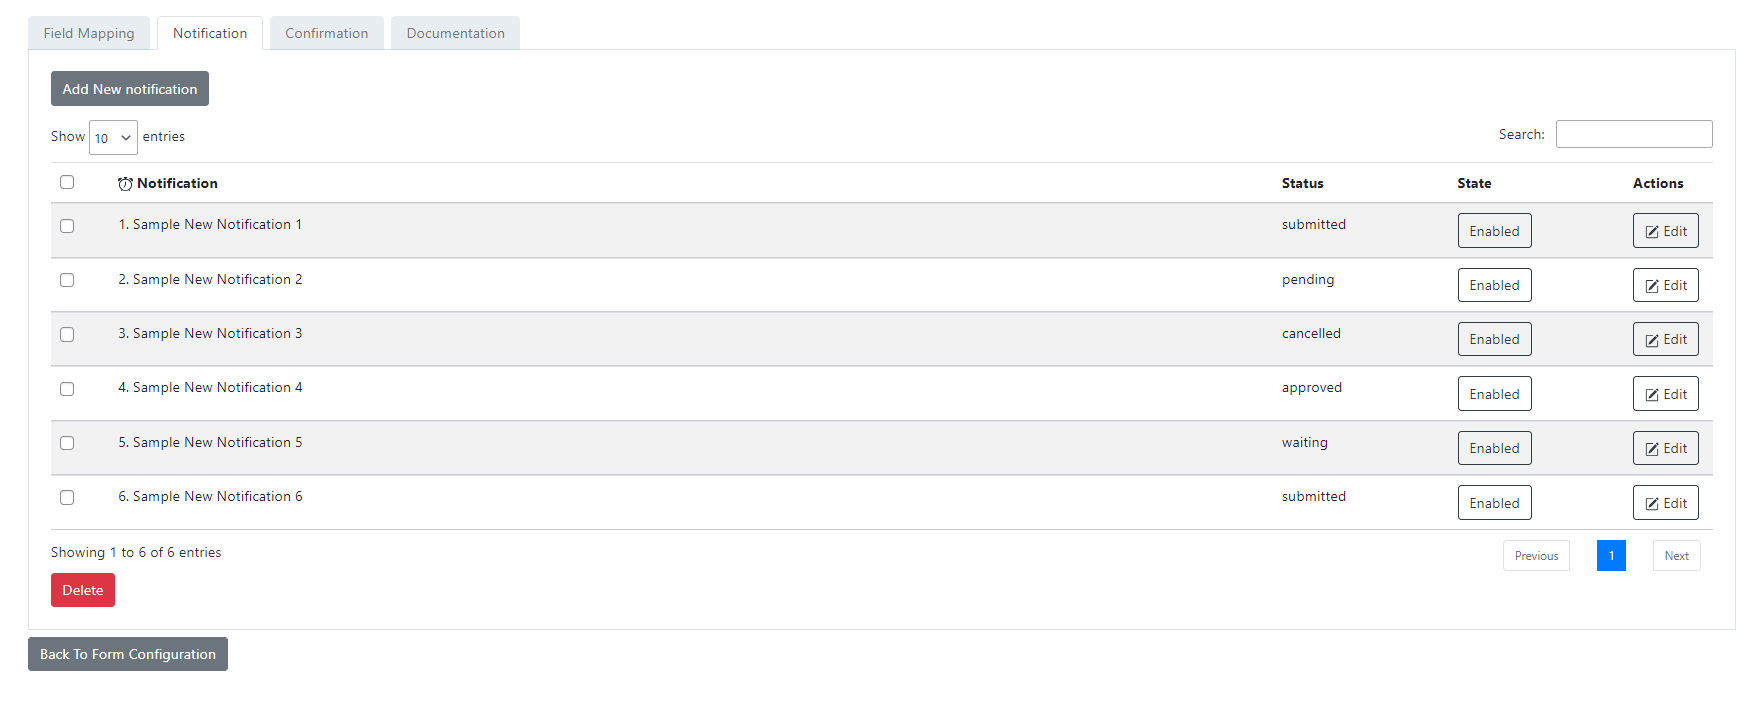 Field Mapping Notification Confirmation Documentation
Add New notification
Show 10 entries Search:
Notification Status State Actions
1. Sample New Notification 1 submitted Enabled Edit
2. Sample New Notification 2 pending Enabled Edit
3. Sample New Notification 3 cancelled Enabled Edit
4. Sample New Notification 4 approved Enabled Edit
5. Sample New Notification 5 waiting Enabled Edit
6. Sample New Notification 6 submitted Enabled Edit
Showing 1 to 6 of 6 entries Previous 1 Next
Delete
Back To Form Configuration